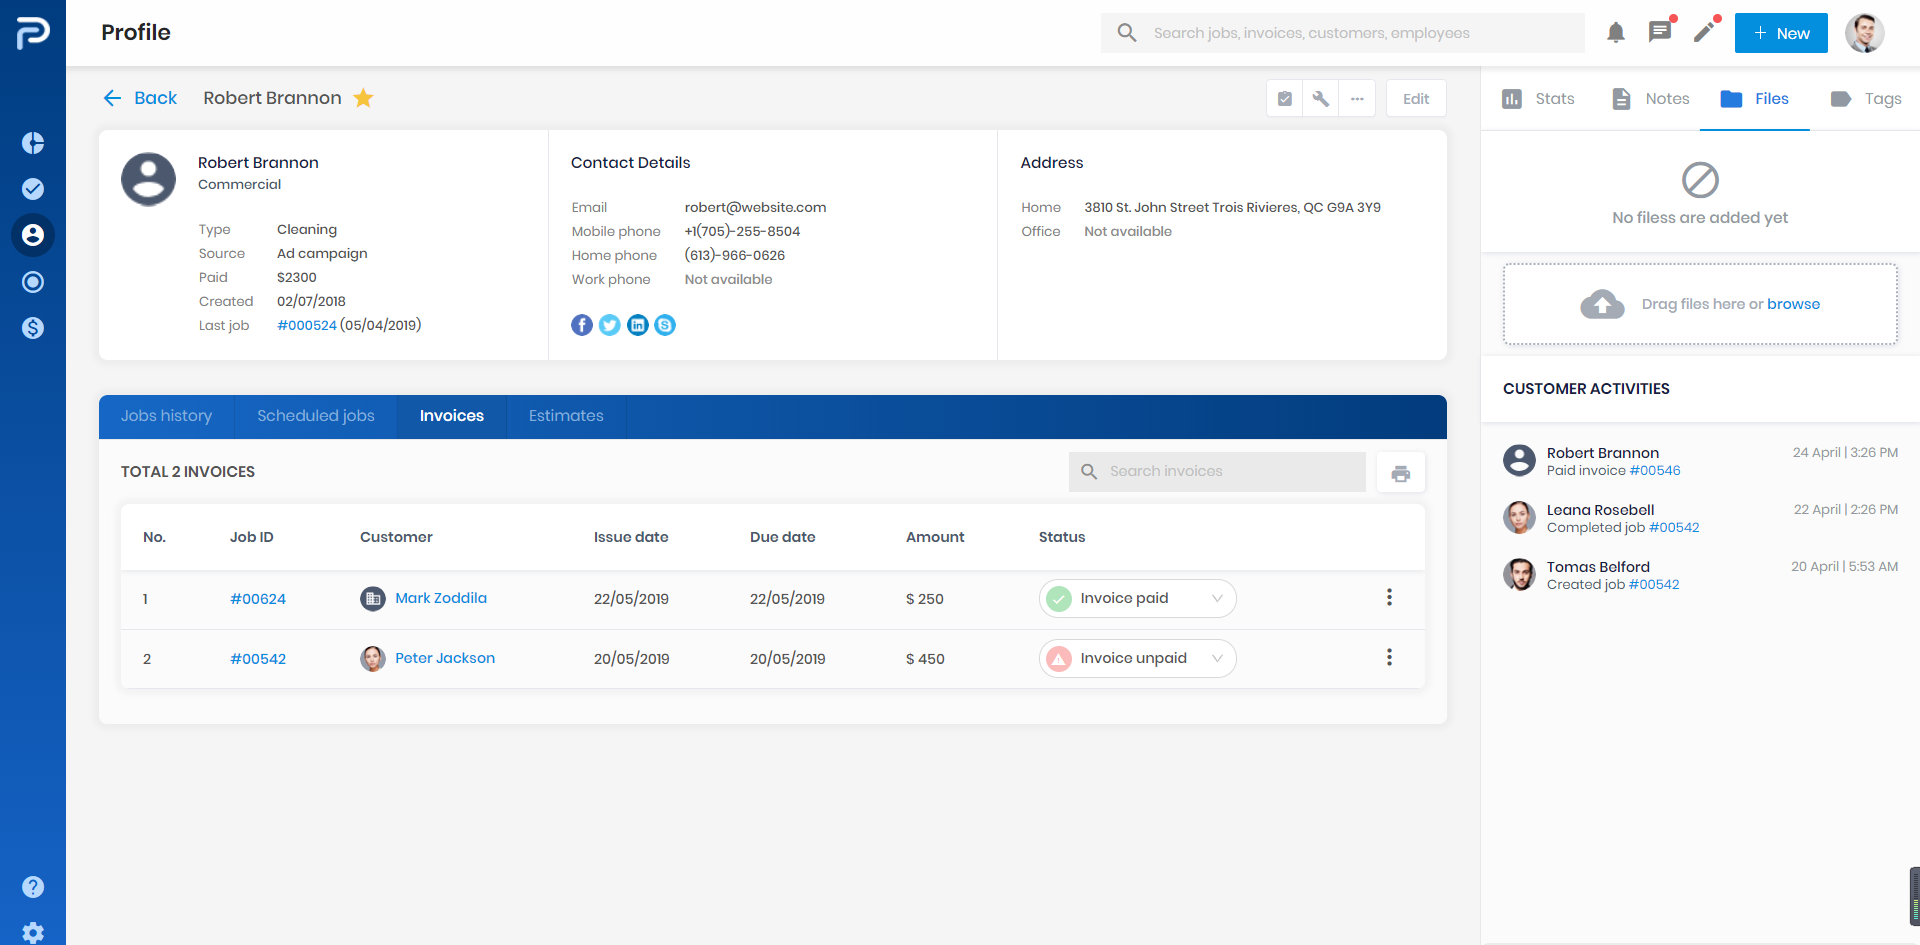 Profile
Search jobs, invoices, customers, employees
+ New
Back
Robert Brannon
Edit
Robert Brannon
Commercial
Type Cleaning
Source Ad campaign
Paid $2300
Created 02/07/2018
Last job #000524 (05/04/2019)
Contact Details
Email robert@website.com
Mobile phone +1(705)-255-8504
Home phone (613)-966-0626
Work phone Not available
Address
Home 3810 St. John Street Trois Rivieres, QC G9A 3Y9
Office Not available
Jobs history
Scheduled jobs
Invoices
Estimates
TOTAL 2 INVOICES
Search invoices
No. Job ID Customer Issue date Due date Amount Status
1 #00624 Mark Zoddila 22/05/2019 22/05/2019 $ 250 Invoice paid
2 #00542 Peter Jackson 20/05/2019 20/05/2019 $ 450 Invoice unpaid
Stats
Notes
Files
Tags
No filess are added yet
Drag files here or browse
CUSTOMER ACTIVITIES
Robert Brannon 24 April | 3:26 PM
Paid invoice #00546
Leana Rosebell 22 April | 2:26 PM
Completed job #00542
Tomas Belford 20 April | 5:53 AM
Created job #00542